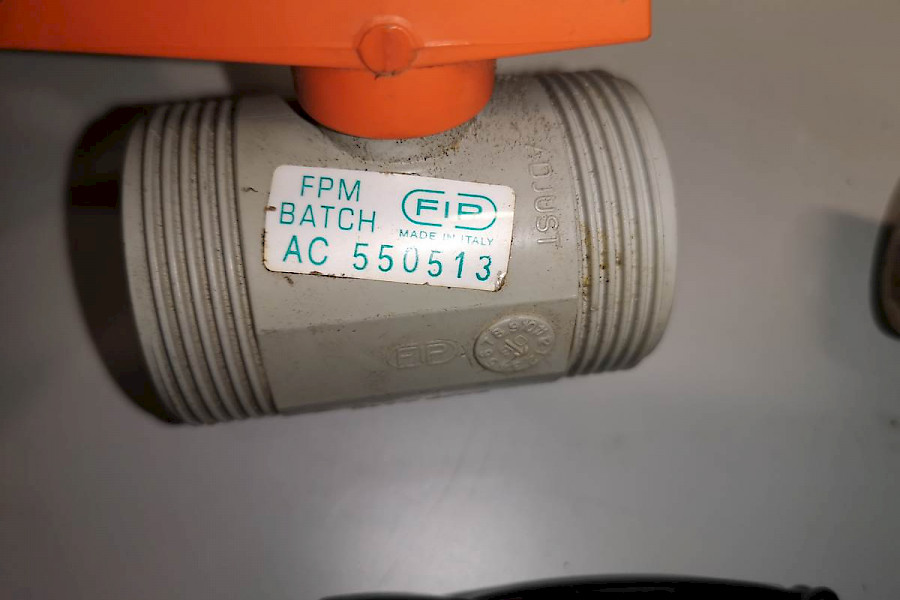 FPM
BATCH
FIP
MADE IN ITALY
AC 550513
ADJUST
FIP